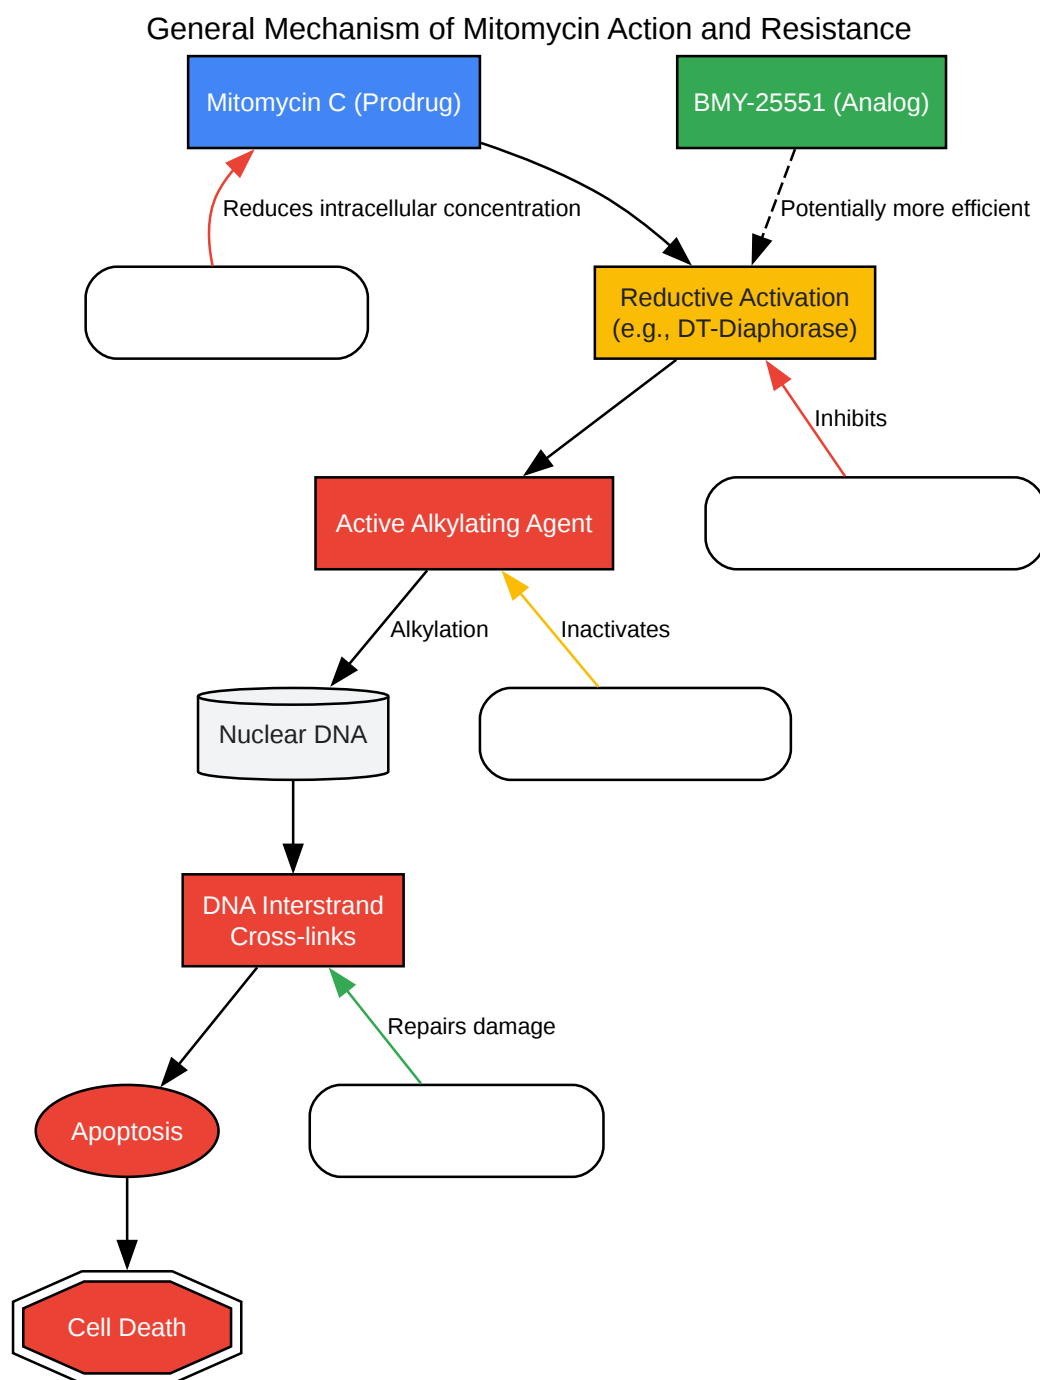 General Mechanism of Mitomycin Action and Resistance
Mitomycin C (Prodrug)
BMY-25551 (Analog)
Reduces intracellular concentration
Potentially more efficient
Reductive Activation
(e.g., DT-Diaphorase)
Inhibits
Active Alkylating Agent
Alkylation
Inactivates
Nuclear DNA
DNA Interstrand
Cross-links
Repairs damage
Apoptosis
Cell Death